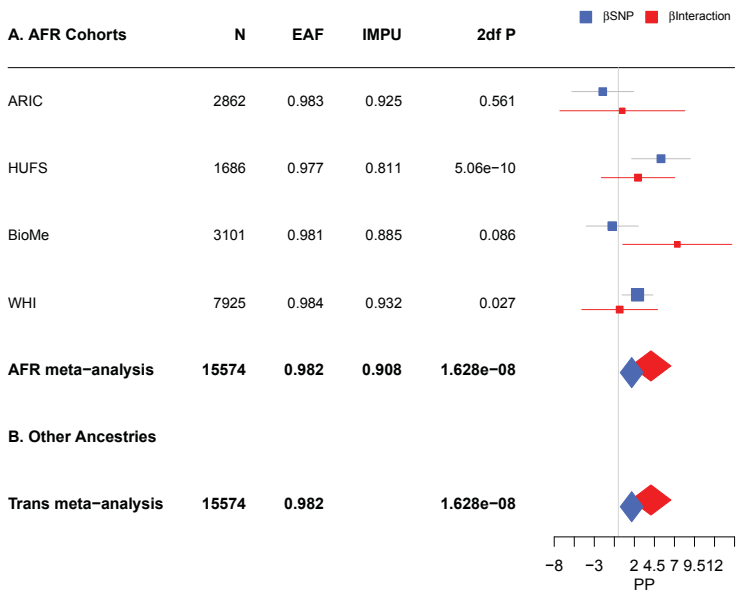 βSNP βInteraction
A. AFR Cohorts N EAF IMPU 2df P
ARIC 2862 0.983 0.925 0.561
HUFS 1686 0.977 0.811 5.06e−10
BioMe 3101 0.981 0.885 0.086
WHI 7925 0.984 0.932 0.027
AFR meta−analysis 15574 0.982 0.908 1.628e−08
B. Other Ancestries
Trans meta−analysis 15574 0.982 1.628e−08
−8 −3 2 4.5 7 9.5 12
PP